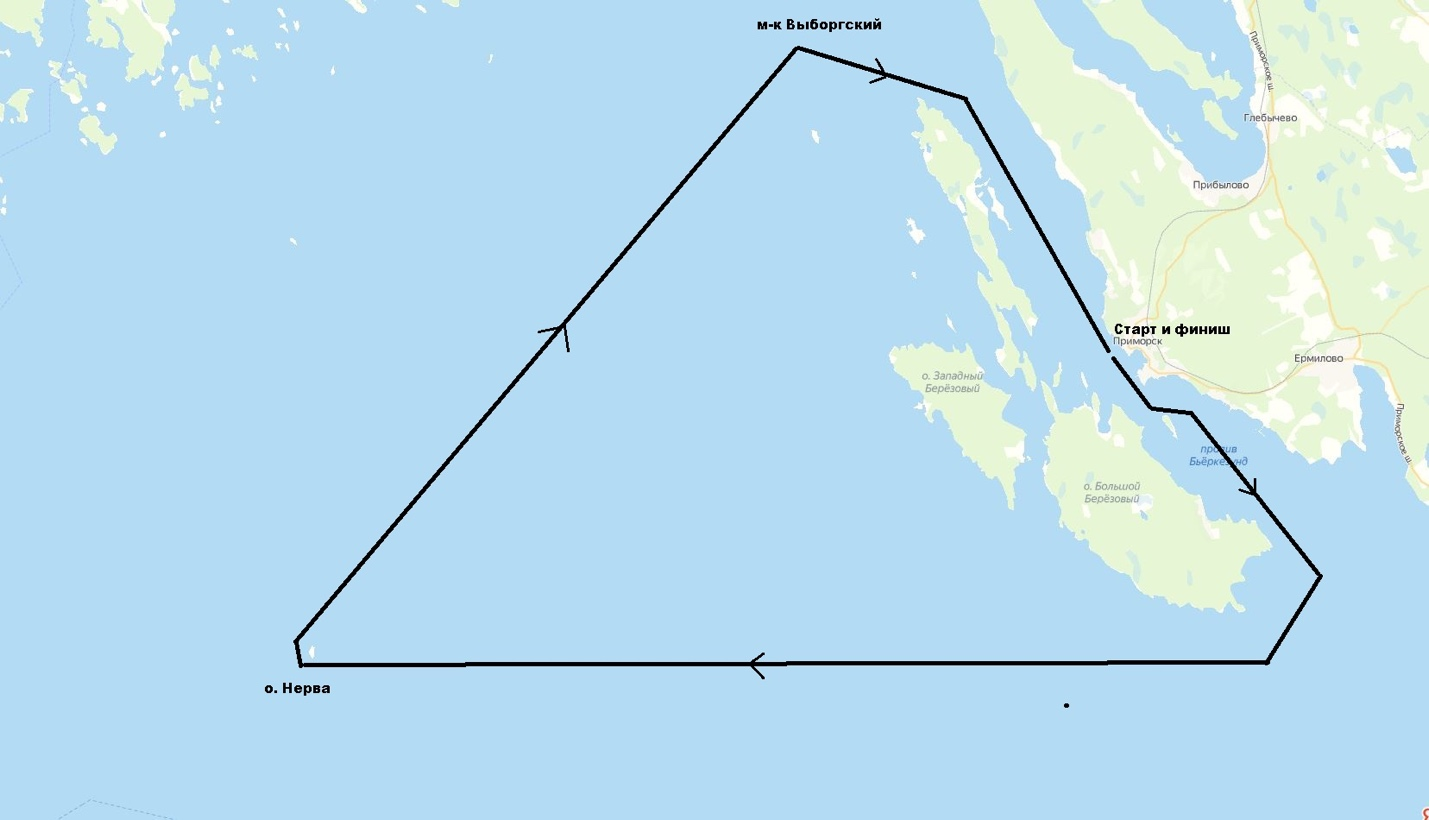 м-к Выборгский
Приморское ш.
Глебычево
Прибылово
Старт и финиш
Приморск
Ермилово
о. Западный
Берёзовый
Приморское ш.
пролив
Бьёркезунд
о. Большой
Берёзовый
о. Нерва
Я